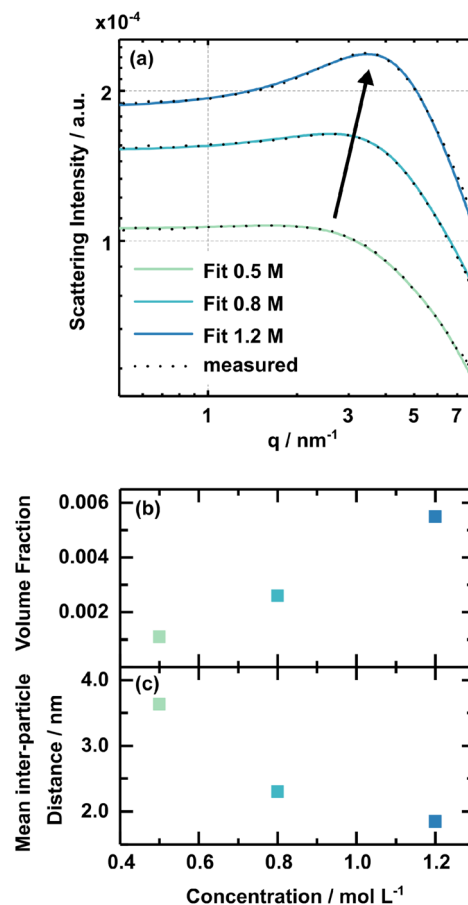 x10⁻⁴
(a)
2
1
Scattering Intensity / a.u.
Fit 0.5 M
Fit 0.8 M
Fit 1.2 M
measured
1
3
5
7
q / nm⁻¹
(b)
0.006
0.004
0.002
Volume Fraction
(c)
4.0
3.0
2.0
Mean inter-particle
Distance / nm
0.4
0.6
0.8
1.0
1.2
Concentration / mol L⁻¹